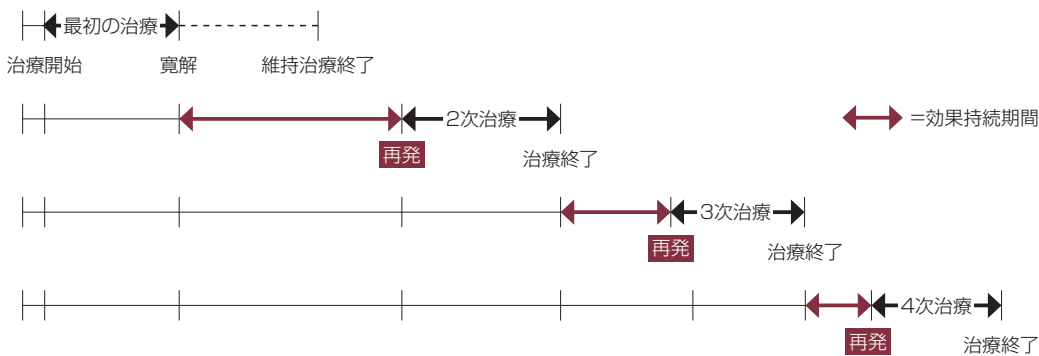 最初の治療
治療開始
寛解
維持治療終了
2次治療
=効果持続期間
再発
治療終了
3次治療
再発
治療終了
4次治療
再発
治療終了